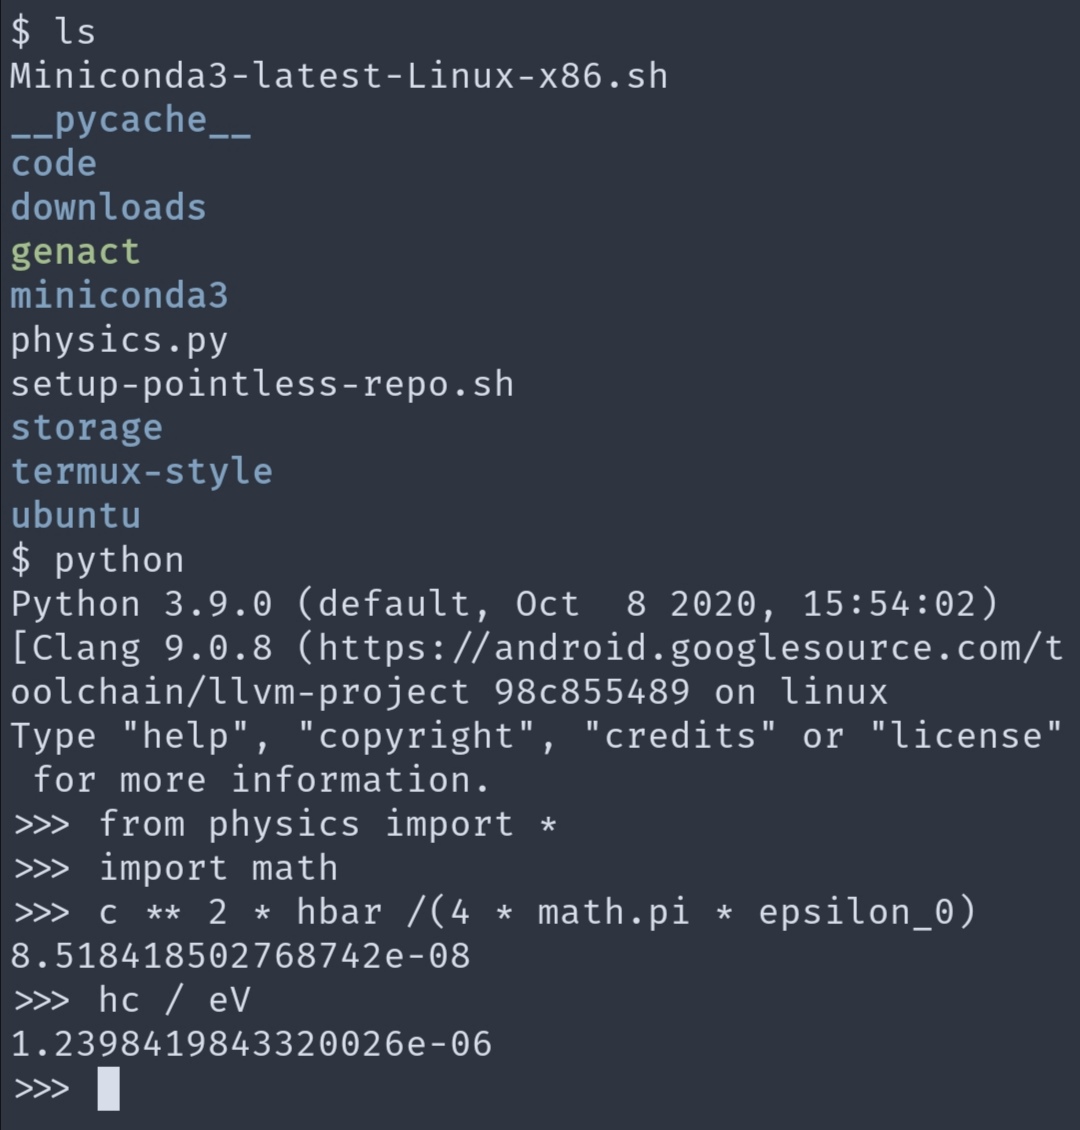 $ ls
Miniconda3-latest-Linux-x86.sh
__pycache__
code
downloads
genact
miniconda3
physics.py
setup-pointless-repo.sh
storage
termux-style
ubuntu
$ python
Python 3.9.0 (default, Oct  8 2020, 15:54:02)
[Clang 9.0.8 (https://android.googlesource.com/t
oolchain/llvm-project 98c855489 on linux
Type "help", "copyright", "credits" or "license"
 for more information.
>>> from physics import *
>>> import math
>>> c ** 2 * hbar /(4 * math.pi * epsilon_0)
8.518418502768742e-08
>>> hc / eV
1.2398419843320026e-06
>>>